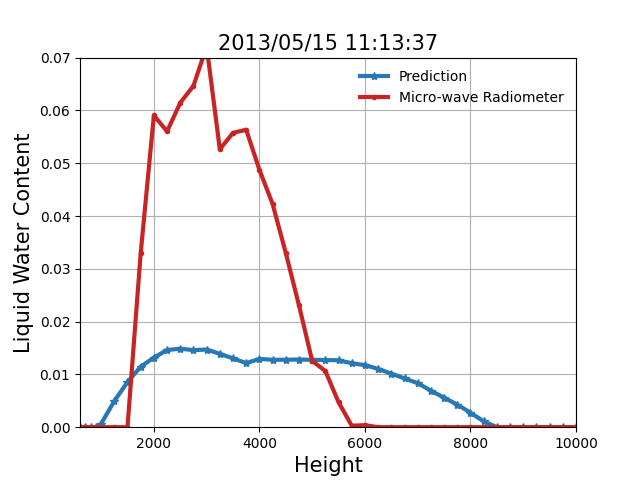 2013/05/15 11:13:37
Prediction
Micro-wave Radiometer
Liquid Water Content
0.07
0.06
0.05
0.04
0.03
0.02
0.01
0.00
2000 4000 6000 8000 10000
Height